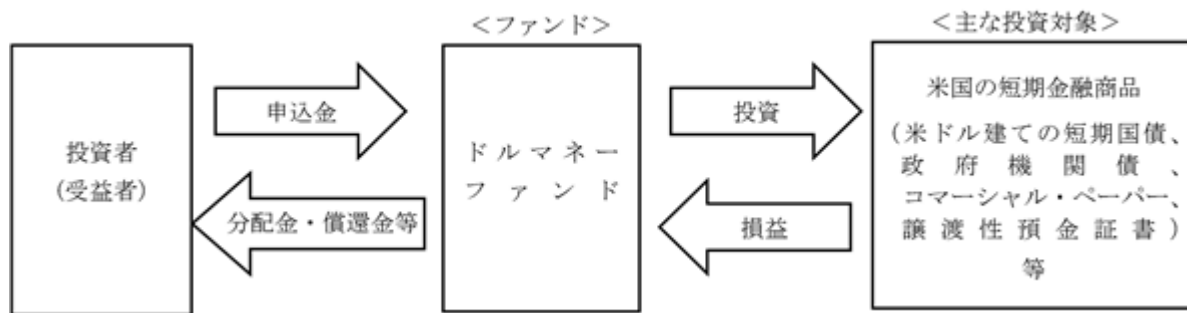 <ファンド>
<主な投資対象>
投資者
(受益者)
申込金
分配金・償還金等
ドルマネー
ファンド
投資
損益
米国の短期金融商品
(米ドル建ての短期国債、
政府機関債、
コマーシャル・ペーパー、
譲渡性預金証書)
等